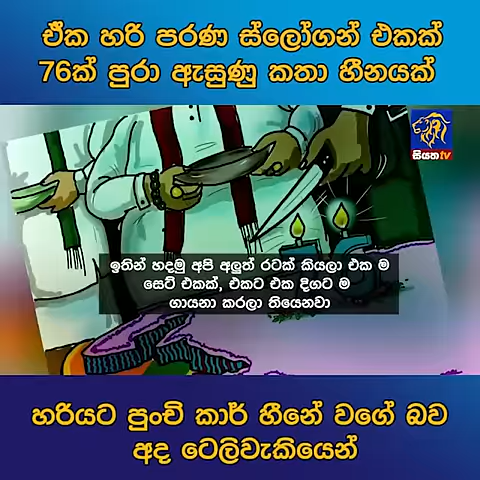 ඒක හරි පරණ ස්ලෝගන් එකක්
76ක් පුරා ඇසුණු කතා හීනයක්
සියත tv
ඉතින් හදමු අපි අලුත් රටක් කියලා එක ම
සෙට් එකක්, එකට එක දිගට ම
ගායනා කරලා තියෙනවා
හරියට පුංචි කාර් හීනේ වගේ බව
අද ටෙලිවැකියෙන්